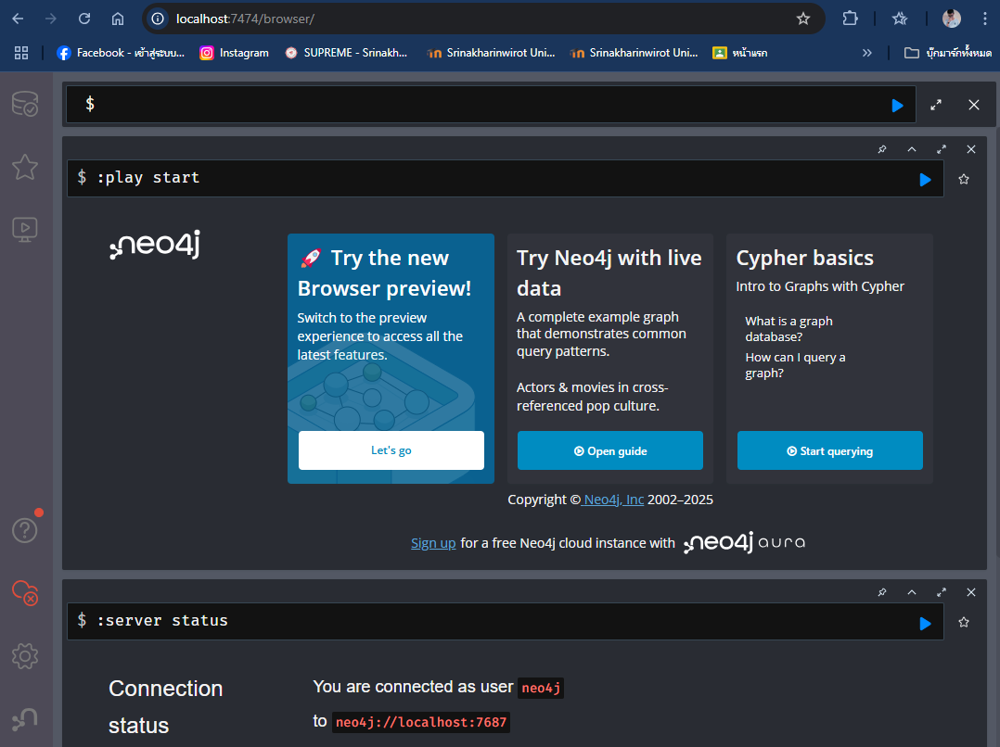 localhost:7474/browser/
Facebook - เข้าสู่ระบบ... Instagram SUPREME - Srinakh... Srinakharinwirot Uni... Srinakharinwirot Uni... หน้าแรก » บุ๊กมาร์กทั้งหมด
$
$ :play start
neo4j
🚀 Try the new
Browser preview!
Switch to the preview
experience to access all the
latest features.
Let's go
Try Neo4j with live
data
A complete example graph
that demonstrates common
query patterns.
Actors & movies in cross-
referenced pop culture.
Open guide
Cypher basics
Intro to Graphs with Cypher
What is a graph
database?
How can I query a
graph?
Start querying
Copyright © Neo4j, Inc 2002–2025
Sign up for a free Neo4j cloud instance with neo4j aura
$ :server status
Connection
status
You are connected as user neo4j
to neo4j://localhost:7687